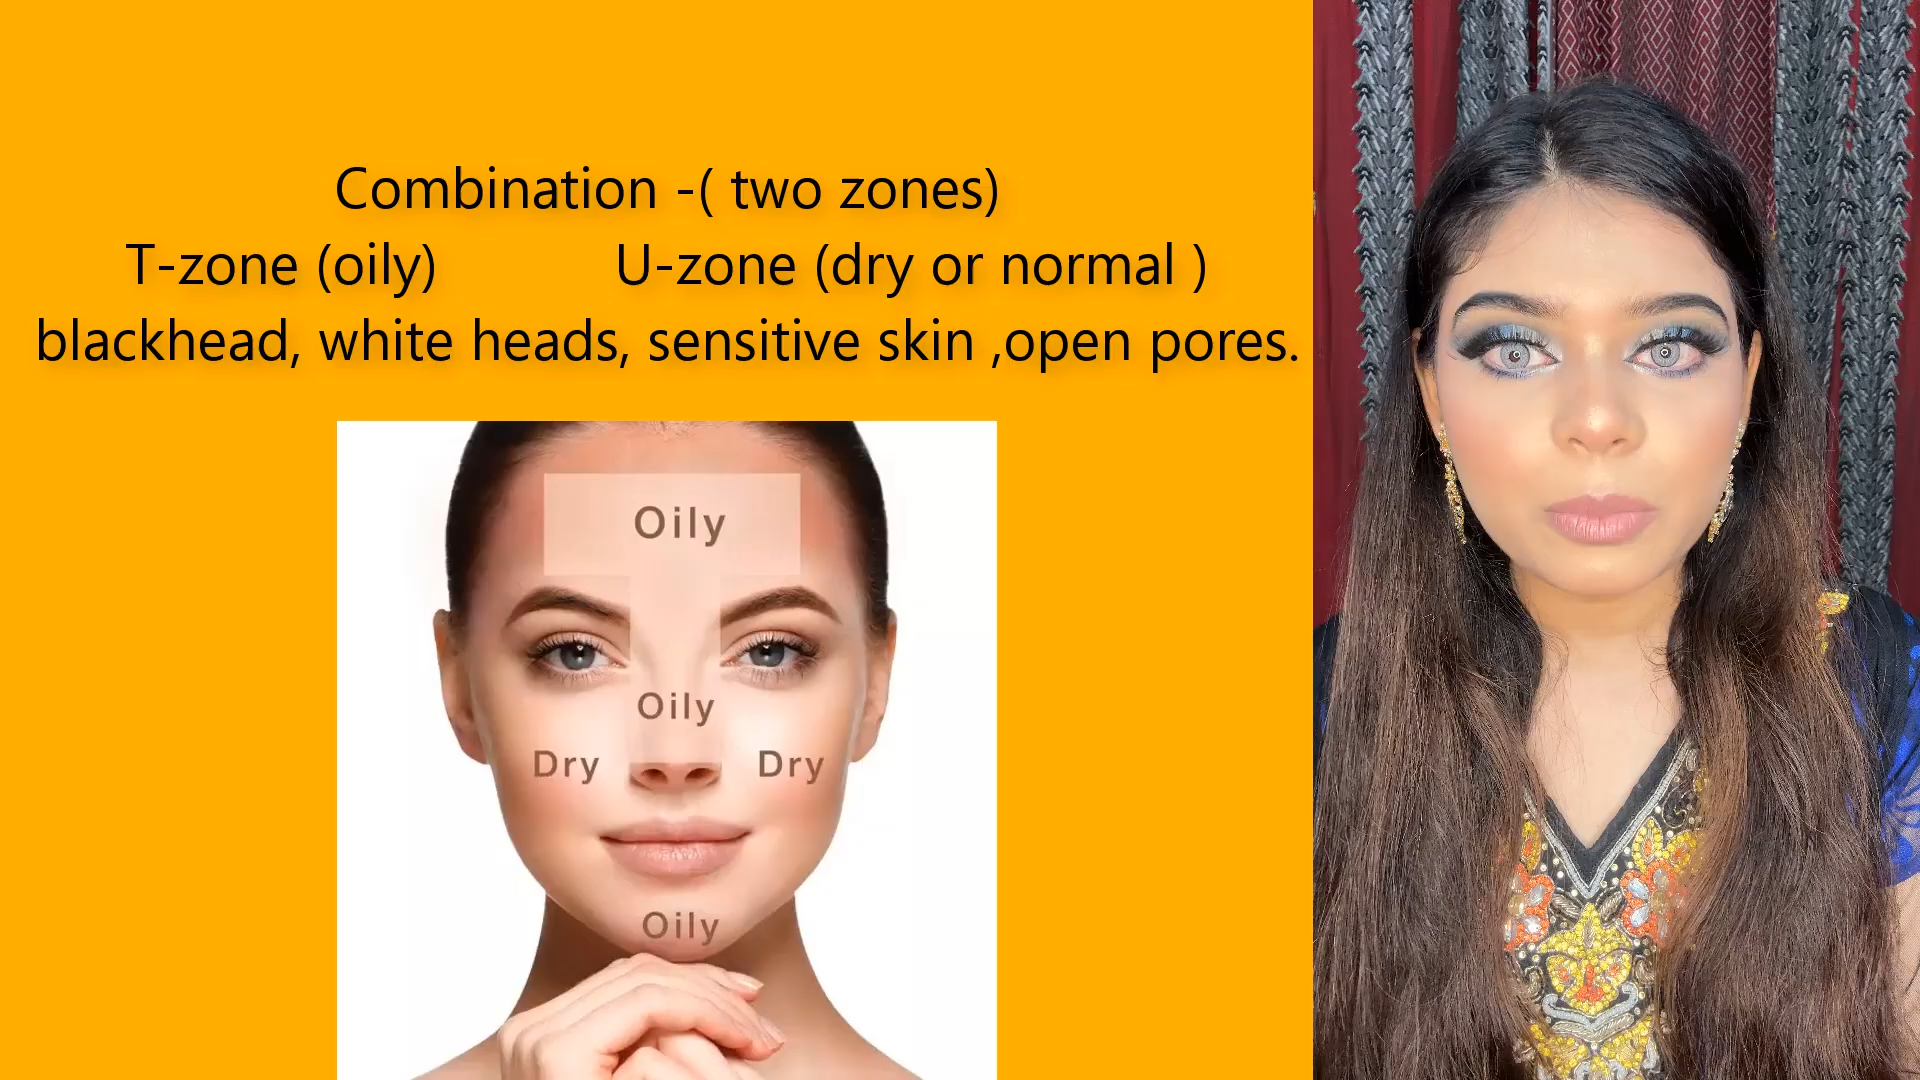 Combination -( two zones)
T-zone (oily) U-zone (dry or normal )
blackhead, white heads, sensitive skin ,open pores.
Oily
Oily
Dry Dry
Oily